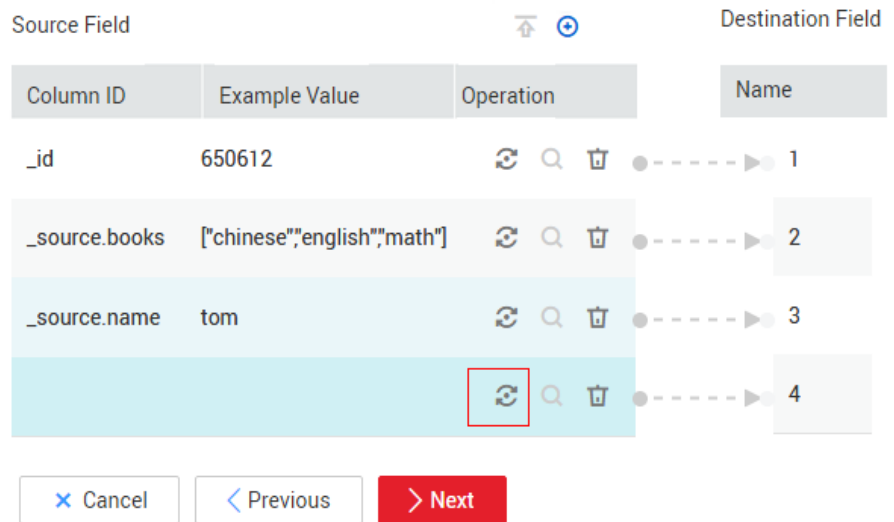 Source Field
Destination Field
Column ID Example Value Operation Name
_id 650612 1
_source.books ["chinese","english","math"] 2
_source.name tom 3
4
Cancel Previous Next